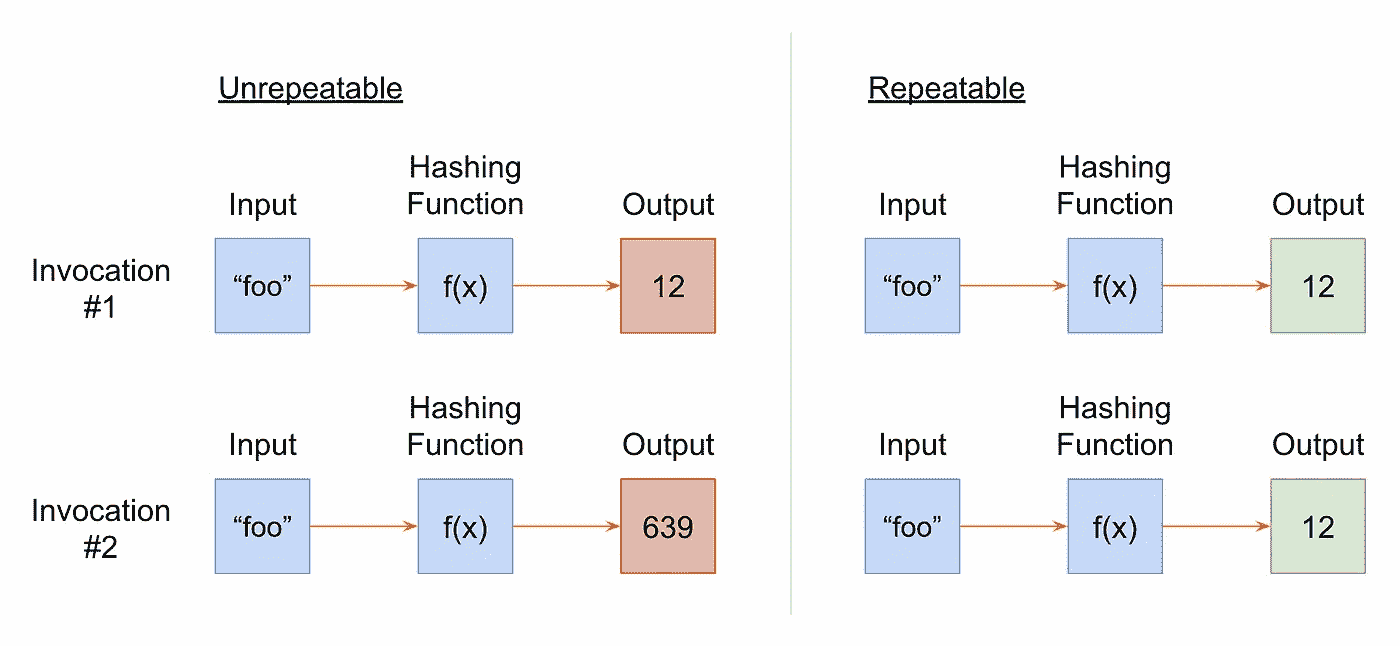 Unrepeatable
Invocation
#1
Input
Hashing
Function
Output
“foo”
f(x)
12
Invocation
#2
Input
Hashing
Function
Output
“foo”
f(x)
639
Repeatable
Input
Hashing
Function
Output
“foo”
f(x)
12
Input
Hashing
Function
Output
“foo”
f(x)
12